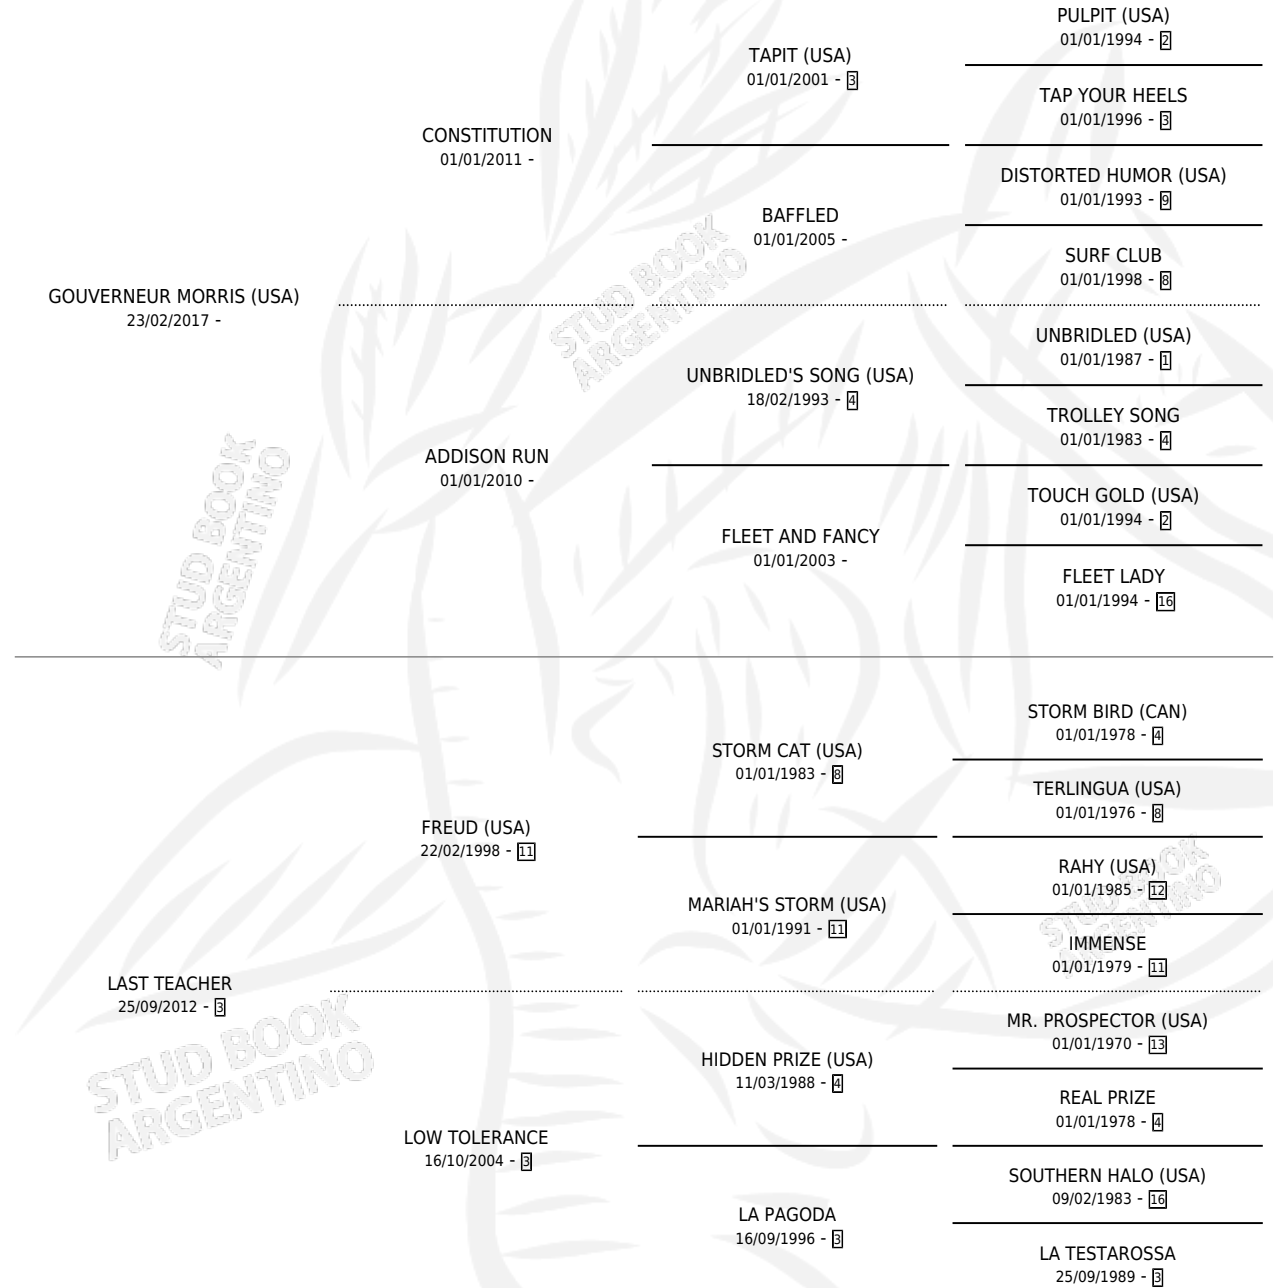 PULPIT (USA)
01/01/1994 - 2
TAPIT (USA)
01/01/2001 - 3
TAP YOUR HEELS
01/01/1996 - 3
CONSTITUTION
01/01/2011 -
DISTORTED HUMOR (USA)
01/01/1993 - 9
BAFFLED
01/01/2005 -
SURF CLUB
01/01/1998 - 8
GOUVERNEUR MORRIS (USA)
23/02/2017 -
UNBRIDLED (USA)
01/01/1987 - 1
UNBRIDLED'S SONG (USA)
18/02/1993 - 4
TROLLEY SONG
01/01/1983 - 4
ADDISON RUN
01/01/2010 -
TOUCH GOLD (USA)
01/01/1994 - 2
FLEET AND FANCY
01/01/2003 -
FLEET LADY
01/01/1994 - 16
STORM BIRD (CAN)
01/01/1978 - 4
STORM CAT (USA)
01/01/1983 - 8
TERLINGUA (USA)
01/01/1976 - 8
FREUD (USA)
22/02/1998 - 11
RAHY (USA)
01/01/1985 - 12
MARIAH'S STORM (USA)
01/01/1991 - 11
IMMENSE
01/01/1979 - 11
LAST TEACHER
25/09/2012 - 3
MR. PROSPECTOR (USA)
01/01/1970 - 13
HIDDEN PRIZE (USA)
11/03/1988 - 4
REAL PRIZE
01/01/1978 - 4
LOW TOLERANCE
16/10/2004 - 3
SOUTHERN HALO (USA)
09/02/1983 - 16
LA PAGODA
16/09/1996 - 3
LA TESTAROSSA
25/09/1989 - 3
STUD BOOK
ARGENTINO
STUD BOOK
ARGENTINO
STUD BOOK
ARGENTINO
STUD BOOK
ARGENTINO